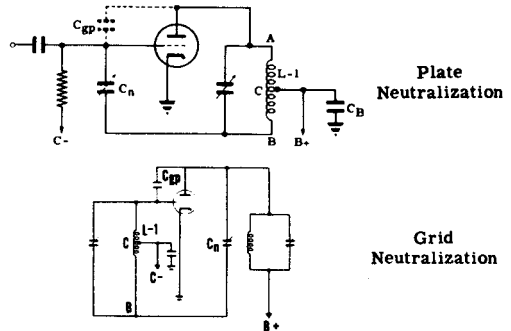 Cgp
A
L-1
Cn
C
CB
C-
B
B+
Plate
Neutralization
Cgp
L-1
C
Cn
C-
B
B+
Grid
Neutralization